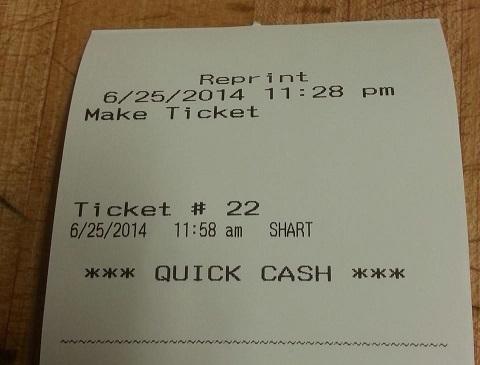 Reprint
6/25/2014 11:28 pm
Make Ticket
Ticket # 22
6/25/2014 11:58 am SHART
*** QUICK CASH ***
~~~~~~~~~~~~~~~~~~~~~~~~~~~~~~~~~~~~~~~~